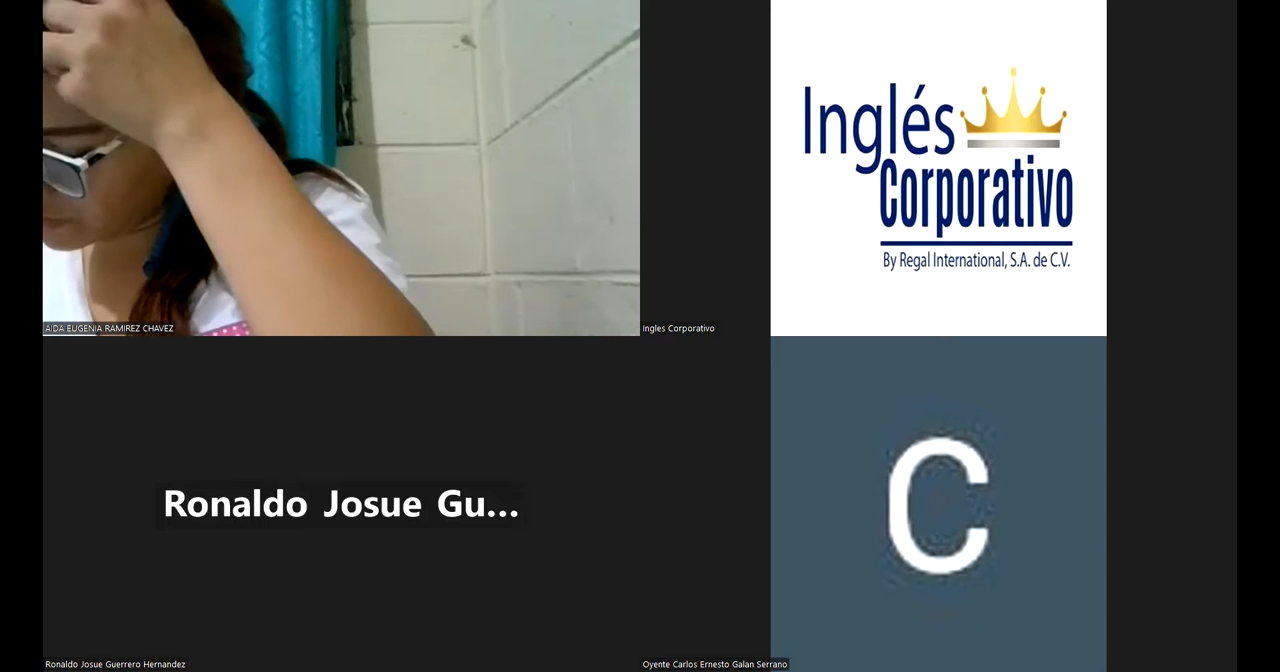 Inglés
Corporativo
By Regal International, S.A. de C.V.
AIDA EUGENIA RAMIREZ CHAVEZ
Ingles Corporativo
Ronaldo Josue Gu...
C
Ronaldo Josue Guerrero Hernandez
Oyente Carlos Ernesto Galan Serrano